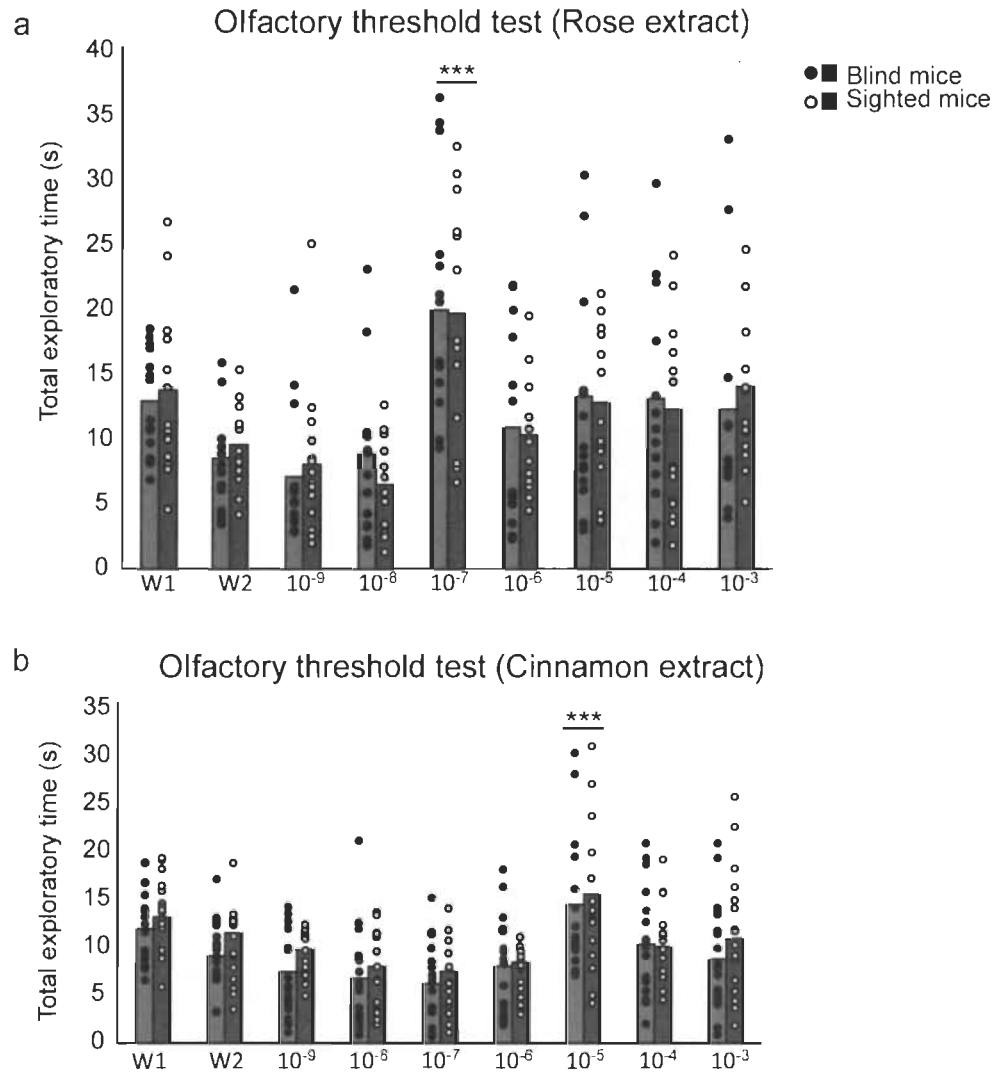 a
Olfactory threshold test (Rose extract)
Total exploratory time (s)
40
35
30
25
20
15
10
5
0
***
Blind mice
Sighted mice
W1 W2 10⁻⁹ 10⁻⁸ 10⁻⁷ 10⁻⁶ 10⁻⁵ 10⁻⁴ 10⁻³
b
Olfactory threshold test (Cinnamon extract)
Total exploratory time (s)
35
30
25
20
15
10
5
0
***
W1 W2 10⁻⁹ 10⁻⁸ 10⁻⁷ 10⁻⁶ 10⁻⁵ 10⁻⁴ 10⁻³